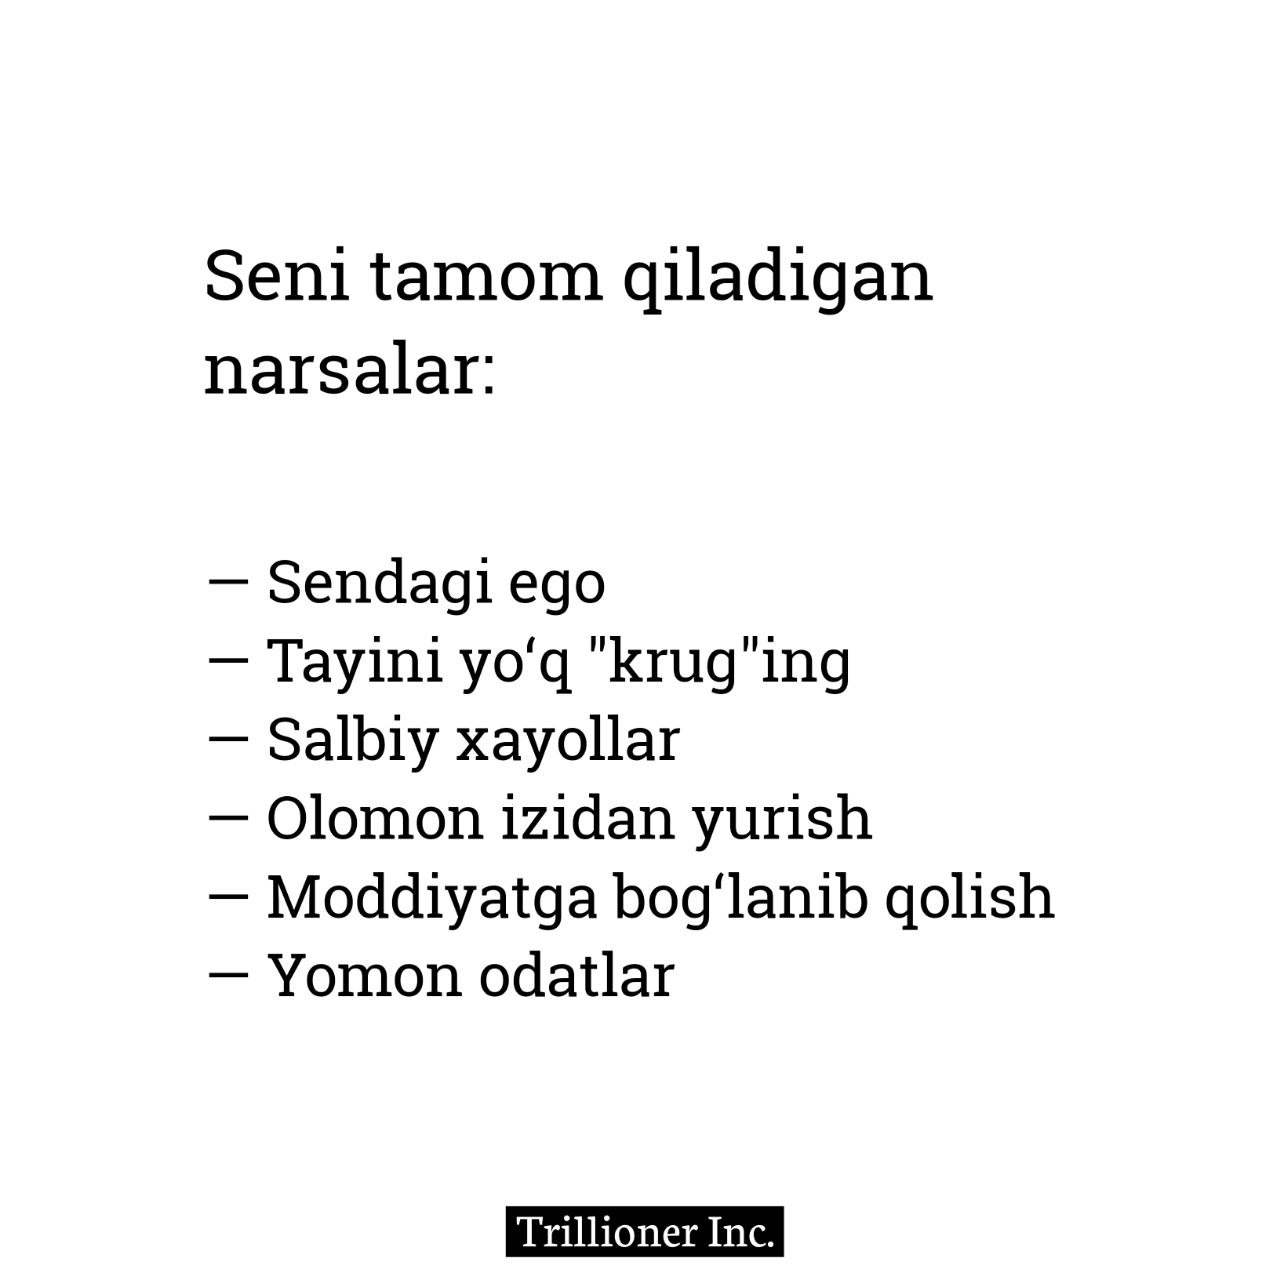 Seni tamom qiladigan
narsalar:
— Sendagi ego
— Tayini yo‘q "krug"ing
— Salbiy xayollar
— Olomon izidan yurish
— Moddiyatga bog‘lanib qolish
— Yomon odatlar
Trillioner Inc.